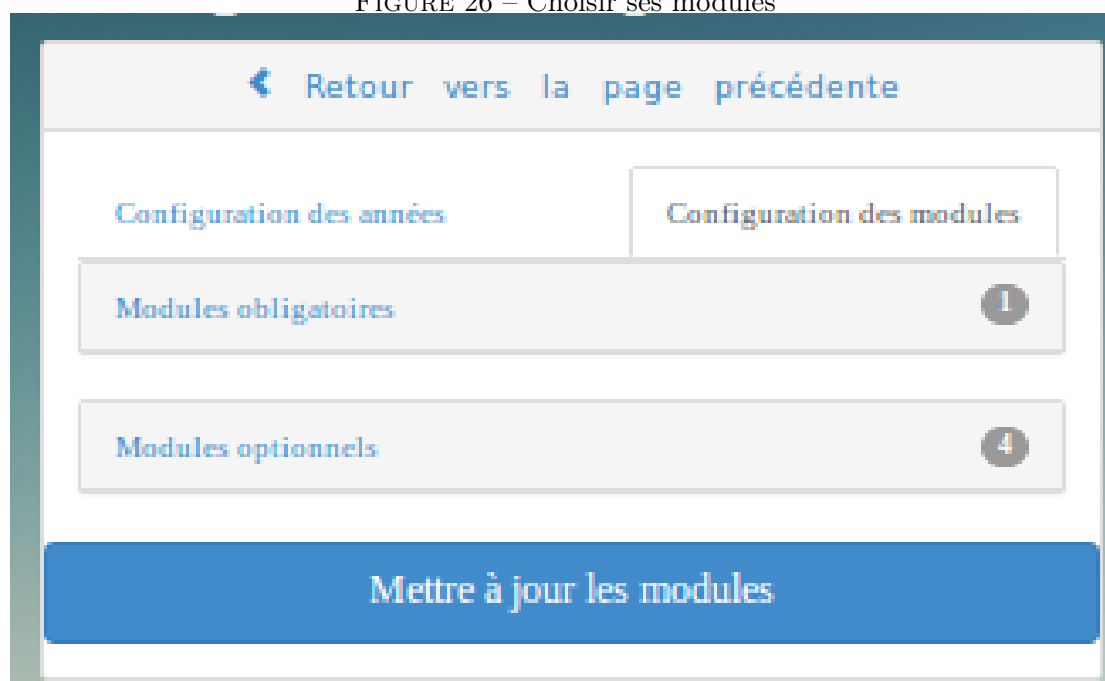 FIGURE 26 – Choisir ses modules
Retour vers la page précédente
Configuration des années
Configuration des modules
Modules obligatoires
1
Modules optionnels
4
Mettre à jour les modules